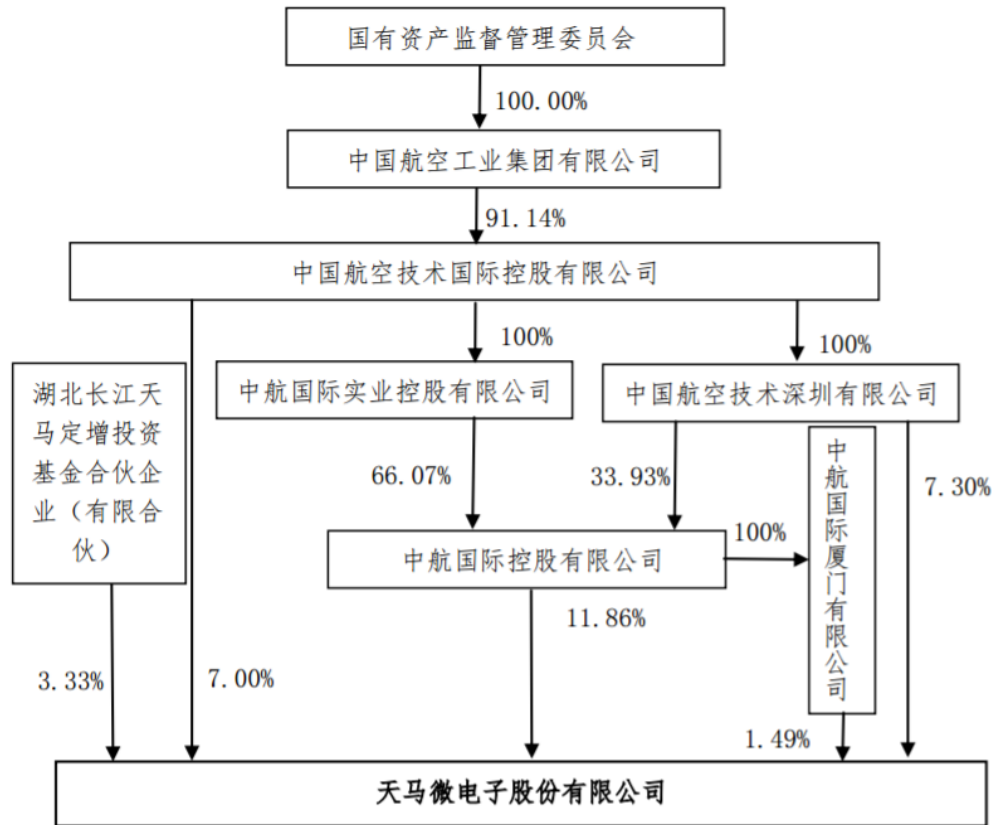 国有资产监督管理委员会
100.00%
中国航空工业集团有限公司
91.14%
中国航空技术国际控股有限公司
100%
100%
湖北长江天
马定增投资
基金合伙企
业（有限合
伙）
中航国际实业控股有限公司
中国航空技术深圳有限公司
66.07%
33.93%
中航国际厦门有限公司
7.30%
100%
中航国际控股有限公司
11.86%
3.33%
7.00%
1.49%
天马微电子股份有限公司